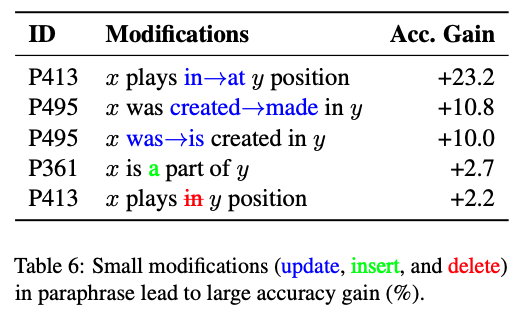 ID Modifications Acc. Gain
P413 x plays in→at y position +23.2
P495 x was created→made in y +10.8
P495 x was→is created in y +10.0
P361 x is a part of y +2.7
P413 x plays in y position +2.2
Table 6: Small modifications (update, insert, and delete)
in paraphrase lead to large accuracy gain (%).